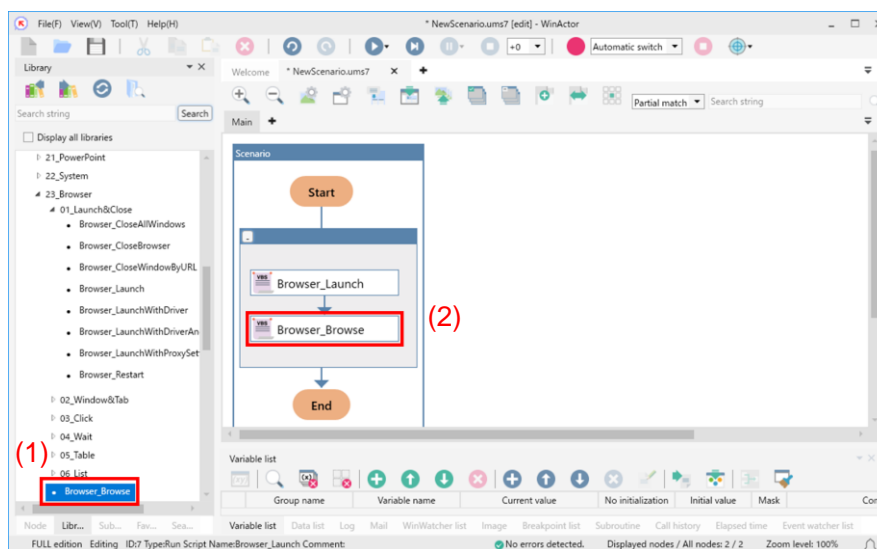 File(F) View(V) Tool(T) Help(H)
* NewScenario.ums7 [edit] - WinActor
+0
Automatic switch
Library
Welcome
* NewScenario.ums7
Search string
Search
Partial match
Search string
Display all libraries
Main
21_PowerPoint
22_System
23_Browser
01_Launch&Close
Browser_CloseAllWindows
Browser_CloseBrowser
Browser_CloseWindowByURL
Browser_Launch
Browser_LaunchWithDriver
Browser_LaunchWithDriverAn
Browser_LaunchWithProxySet
Browser_Restart
02_Window&Tab
03_Click
04_Wait
(1)
05_Table
06_List
Browser_Browse
Scenario
Start
VBS
Browser_Launch
VBS
Browser_Browse
(2)
End
Variable list
Group name
Variable name
Current value
No initialization
Initial value
Mask
Con
Node
Libr...
Sub...
Fav...
Sea...
Variable list
Data list
Log
Mail
WinWatcher list
Image
Breakpoint list
Subroutine
Call history
Elapsed time
Event watcher list
FULL edition Editing ID:7 Type:Run Script Name:Browser_Launch Comment:
No errors detected.
Displayed nodes / All nodes: 2 / 2
Zoom level: 100%